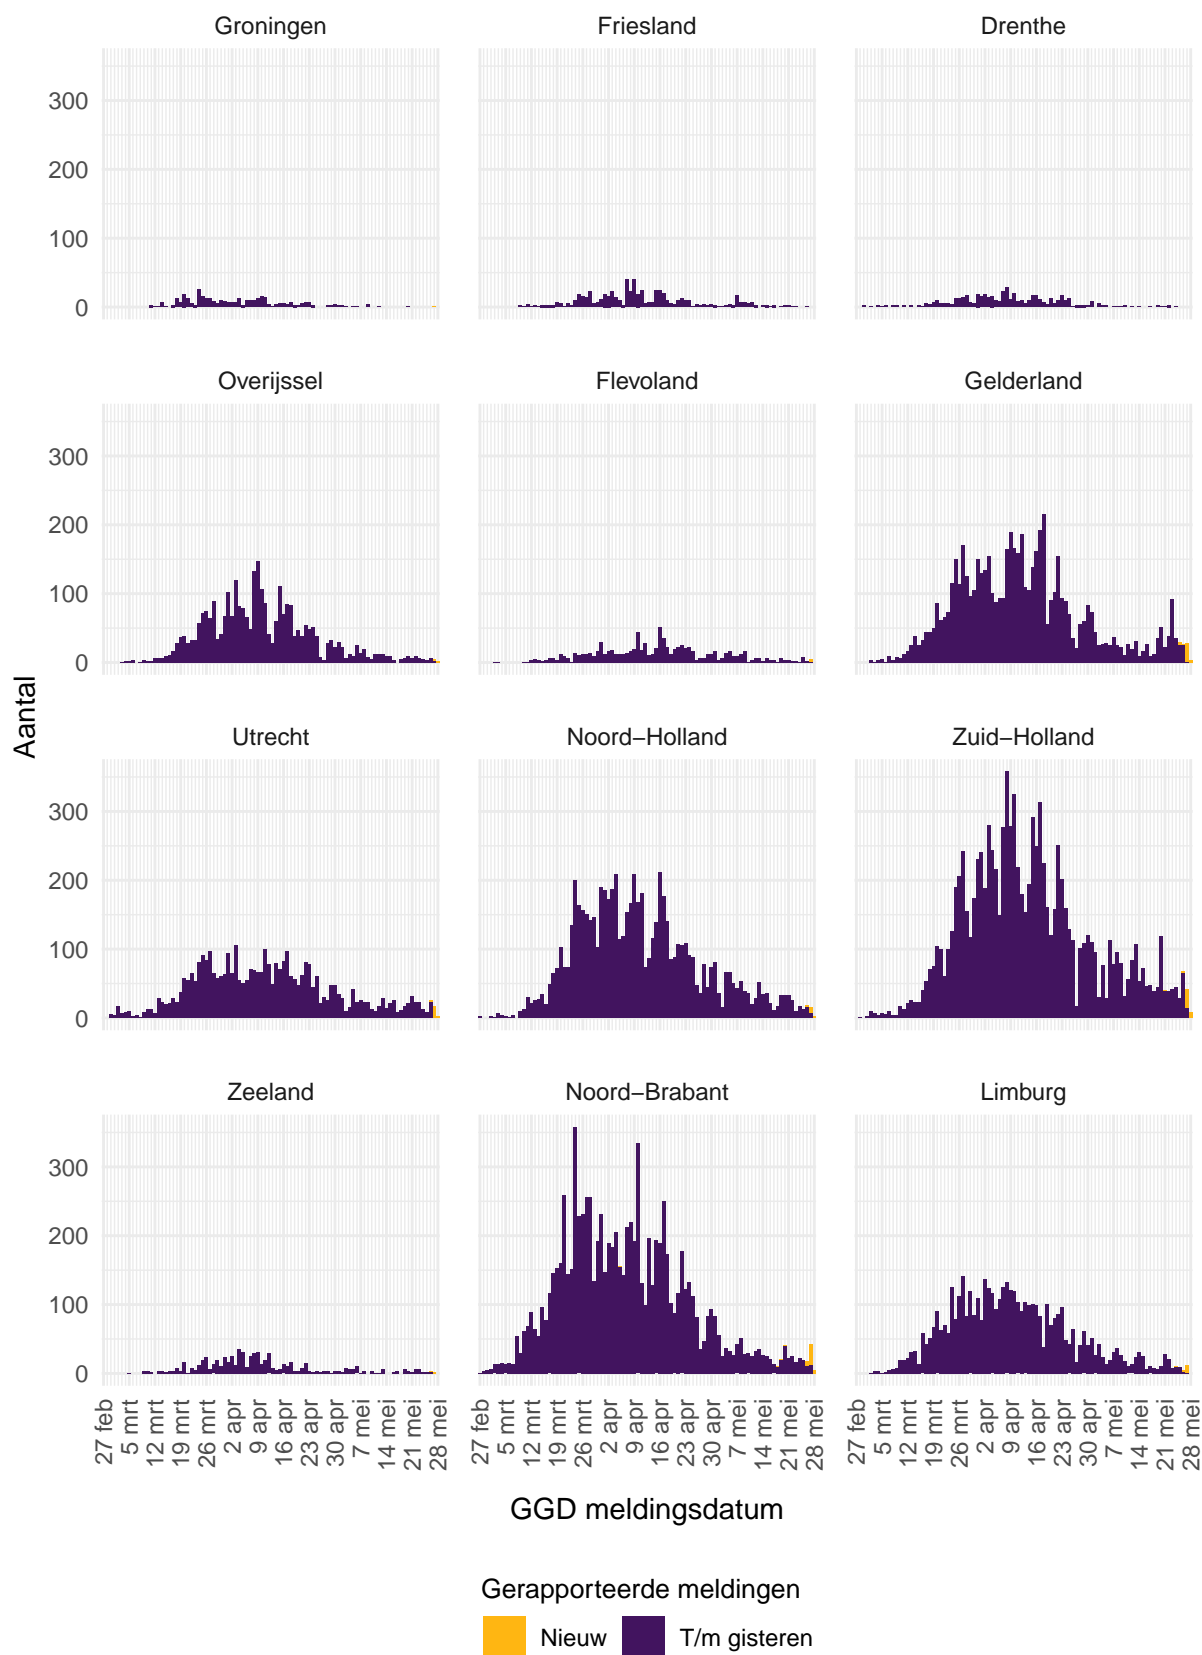 Groningen Friesland Drenthe
300
200
100
0
Overijssel Flevoland Gelderland
300
200
100
0
Aantal
Utrecht Noord−Holland Zuid−Holland
300
200
100
0
Zeeland Noord−Brabant Limburg
300
200
100
0
27 feb 5 mrt 12 mrt 19 mrt 26 mrt 2 apr 9 apr 16 apr 23 apr 30 apr 7 mei 14 mei 21 mei 28 mei 27 feb 5 mrt 12 mrt 19 mrt 26 mrt 2 apr 9 apr 16 apr 23 apr 30 apr 7 mei 14 mei 21 mei 28 mei 27 feb 5 mrt 12 mrt 19 mrt 26 mrt 2 apr 9 apr 16 apr 23 apr 30 apr 7 mei 14 mei 21 mei 28 mei
GGD meldingsdatum
Gerapporteerde meldingen
Nieuw T/m gisteren